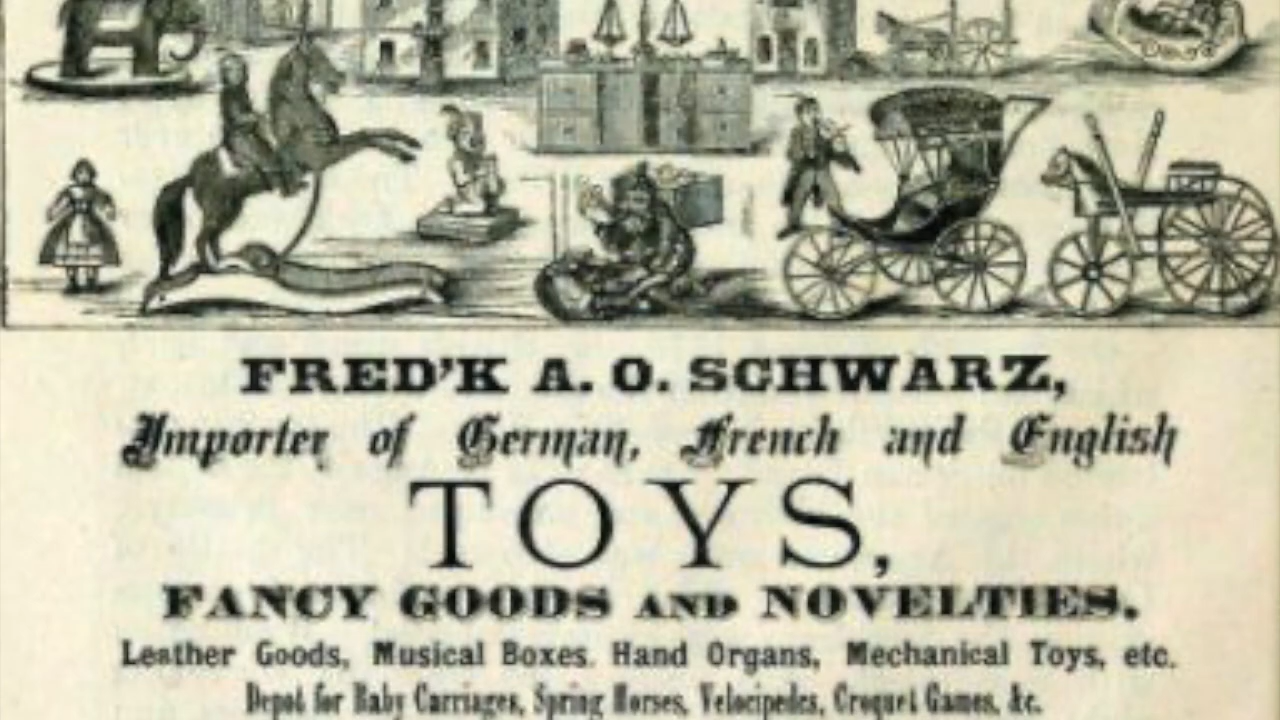 FRED'K A. O. SCHWARZ,
Importer of German, French and English
TOYS,
FANCY GOODS AND NOVELTIES.
Leather Goods, Musical Boxes. Hand Organs, Mechanical Toys, etc.
Depot for Baby Carriages, Spring Horses, Velocipedes, Croquet Games, &c.